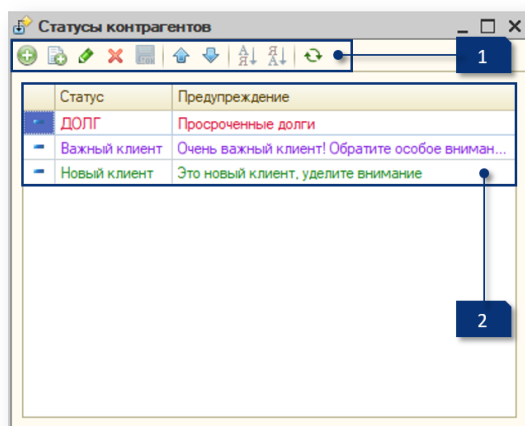 Статусы контрагентов
1
Статус Предупреждение
ДОЛГ Просроченные долги
Важный клиент Очень важный клиент! Обратите особое вниман...
Новый клиент Это новый клиент, уделите внимание
2